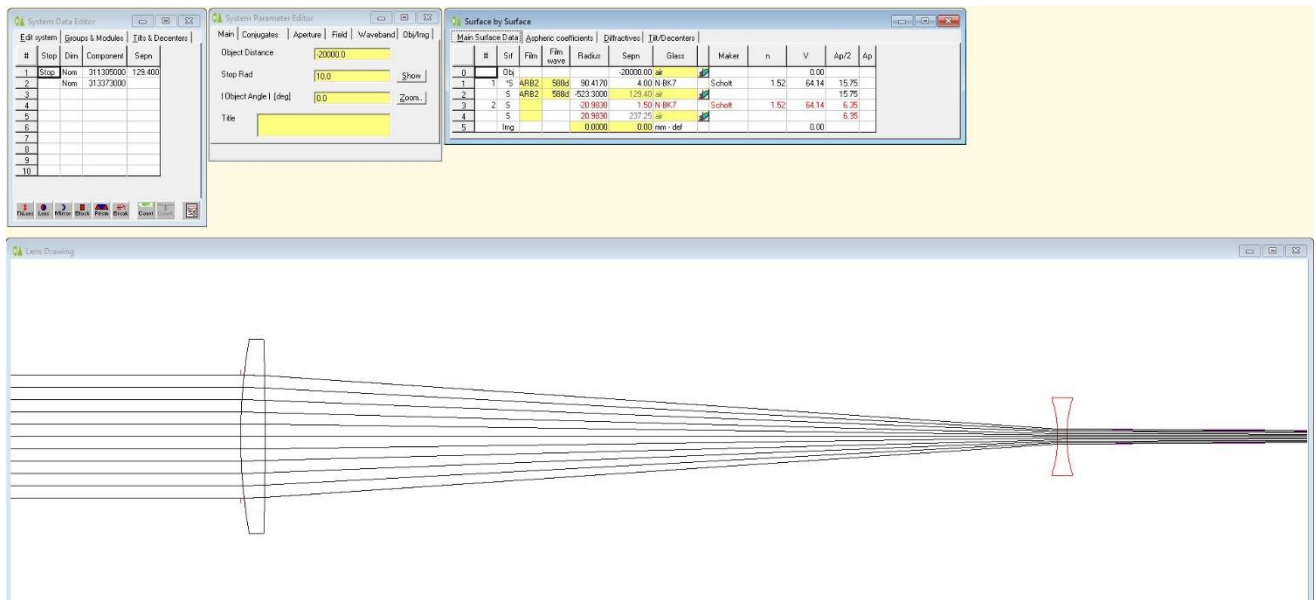 System Data Editor
Edit system Groups & Modules Tilts & Decenters
# Stop Dim Component Sepn
1 Stop Nom 311305000 129.400
2 Nom 313373000
3
4
5
6
7
8
9
10
ThLens Lens Mirror Block Prism Break Count
System Parameter Editor
Main Conjugates Aperture Field Waveband Obj/Img
Object Distance -20000.0
Stop Rad 10.0 Show
| Object Angle | [deg] 0.0 Zoom..
Title
Surface by Surface
Main Surface Data Aspheric coefficients Diffractives Tilt/Decenters
# Srf Film Film wave Radius Sepn Glass Maker n V Ap/2 Ap
0 Obj -20000.00 air 0.00
1 1 *S ARB2 588d 90.4170 4.00 N-BK7 Schott 1.52 64.14 15.75
2 S ARB2 588d -523.3000 129.40 air 15.75
3 2 S -20.9830 1.50 N-BK7 Schott 1.52 64.14 6.35
4 S 20.9830 237.25 air 6.35
5 Img 0.0000 0.00 mm - def 0.00
Lens Drawing